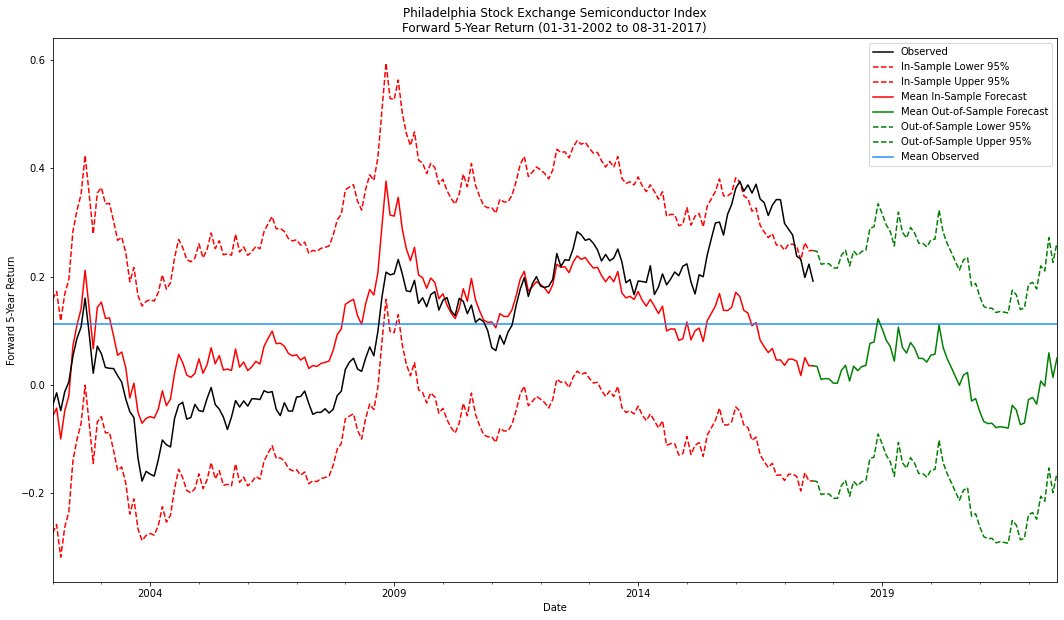 Philadelphia Stock Exchange Semiconductor Index
Forward 5-Year Return (01-31-2002 to 08-31-2017)
Observed
In-Sample Lower 95%
In-Sample Upper 95%
Mean In-Sample Forecast
Mean Out-of-Sample Forecast
Out-of-Sample Lower 95%
Out-of-Sample Upper 95%
Mean Observed
Forward 5-Year Return
0.6
0.4
0.2
0.0
−0.2
2004
2009
2014
2019
Date